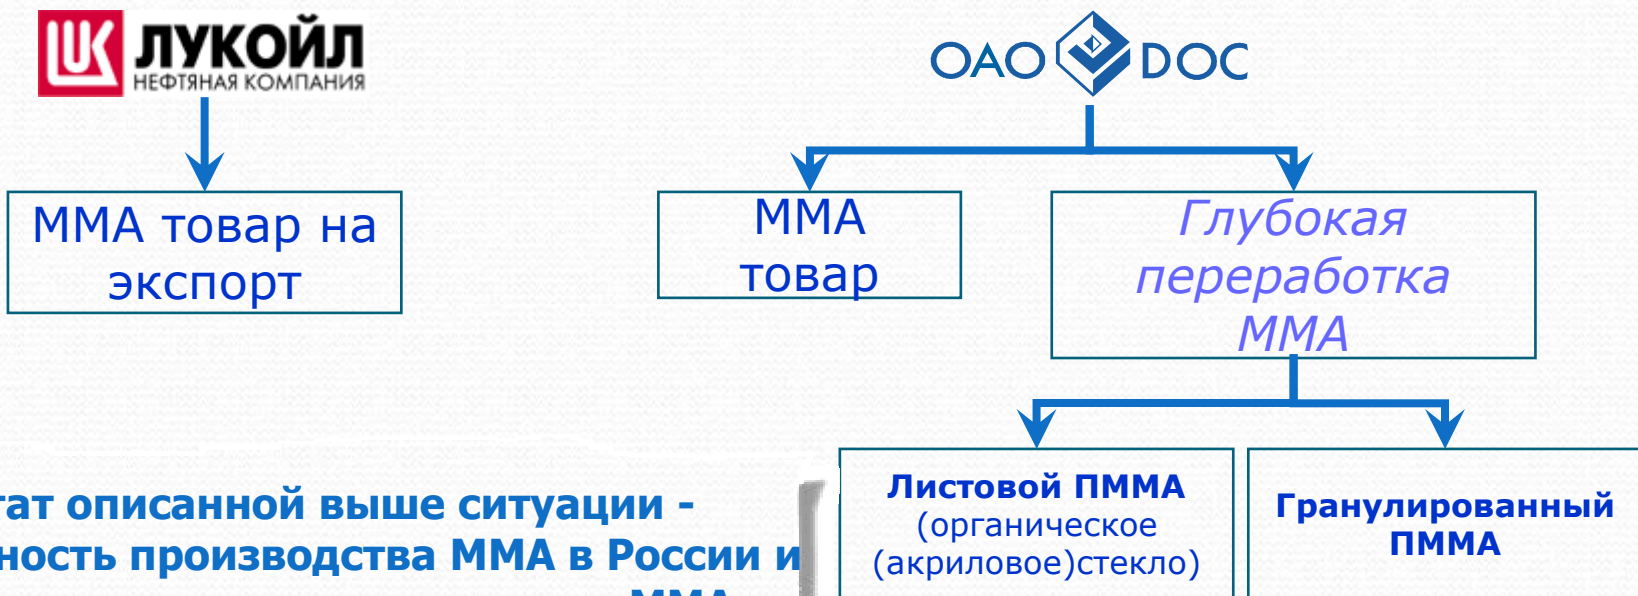 ЛУКОЙЛ
НЕФТЯНАЯ КОМПАНИЯ
ОАО DOC
ММА товар на
экспорт
ММА
товар
Глубокая
переработка
ММА
Листовой ПММА
(органическое
(акриловое)стекло)
Гранулированный
ПММА
тат описанной выше ситуации -
ность производства ММА в России и
ММА